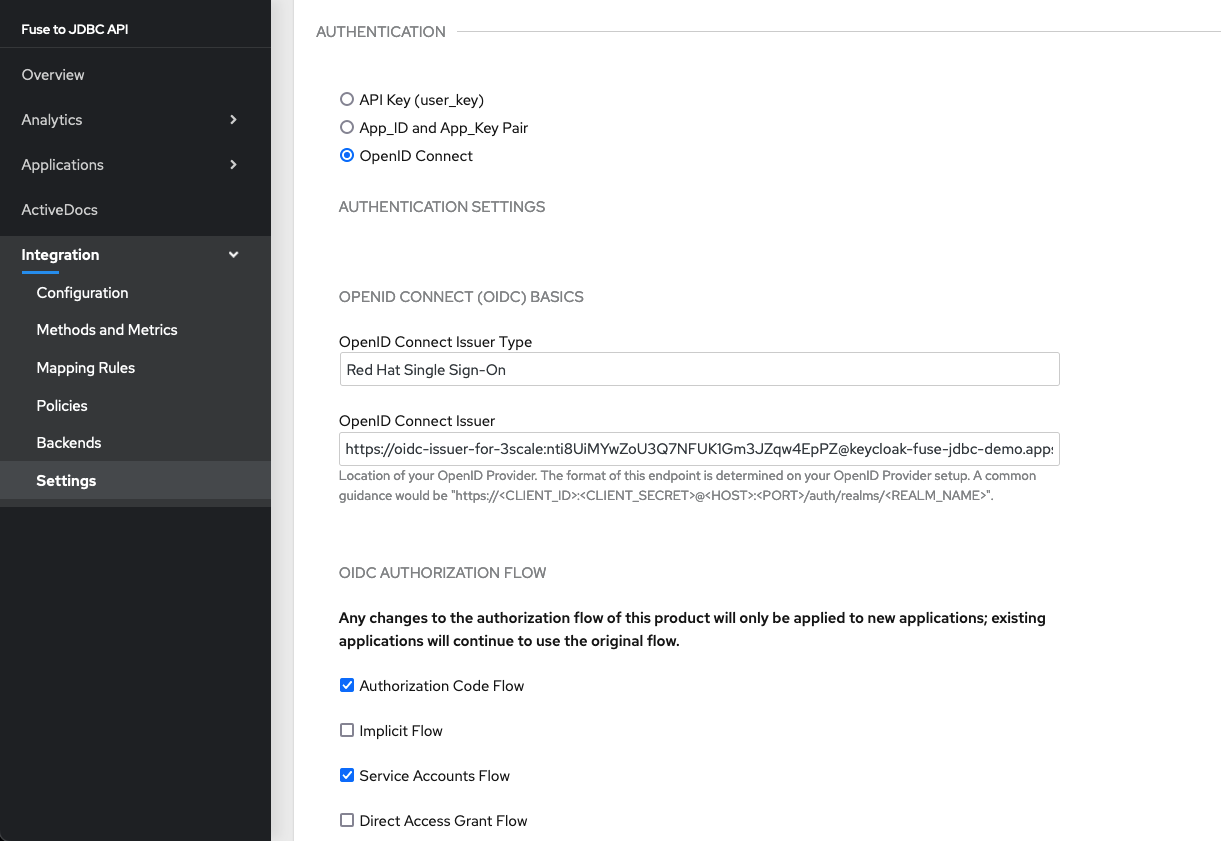 Fuse to JDBC API
Overview
Analytics
Applications
ActiveDocs
Integration
Configuration
Methods and Metrics
Mapping Rules
Policies
Backends
Settings
AUTHENTICATION
API Key (user_key)
App_ID and App_Key Pair
OpenID Connect
AUTHENTICATION SETTINGS
OPENID CONNECT (OIDC) BASICS
OpenID Connect Issuer Type
Red Hat Single Sign-On
OpenID Connect Issuer
https://oidc-issuer-for-3scale:nti8UiMYwZoU3Q7NFUK1Gm3JZqw4EpPZ@keycloak-fuse-jdbc-demo.apps
Location of your OpenID Provider. The format of this endpoint is determined on your OpenID Provider setup. A common
guidance would be "https://<CLIENT_ID>:<CLIENT_SECRET>@<HOST>:<PORT>/auth/realms/<REALM_NAME>".
OIDC AUTHORIZATION FLOW
Any changes to the authorization flow of this product will only be applied to new applications; existing
applications will continue to use the original flow.
Authorization Code Flow
Implicit Flow
Service Accounts Flow
Direct Access Grant Flow